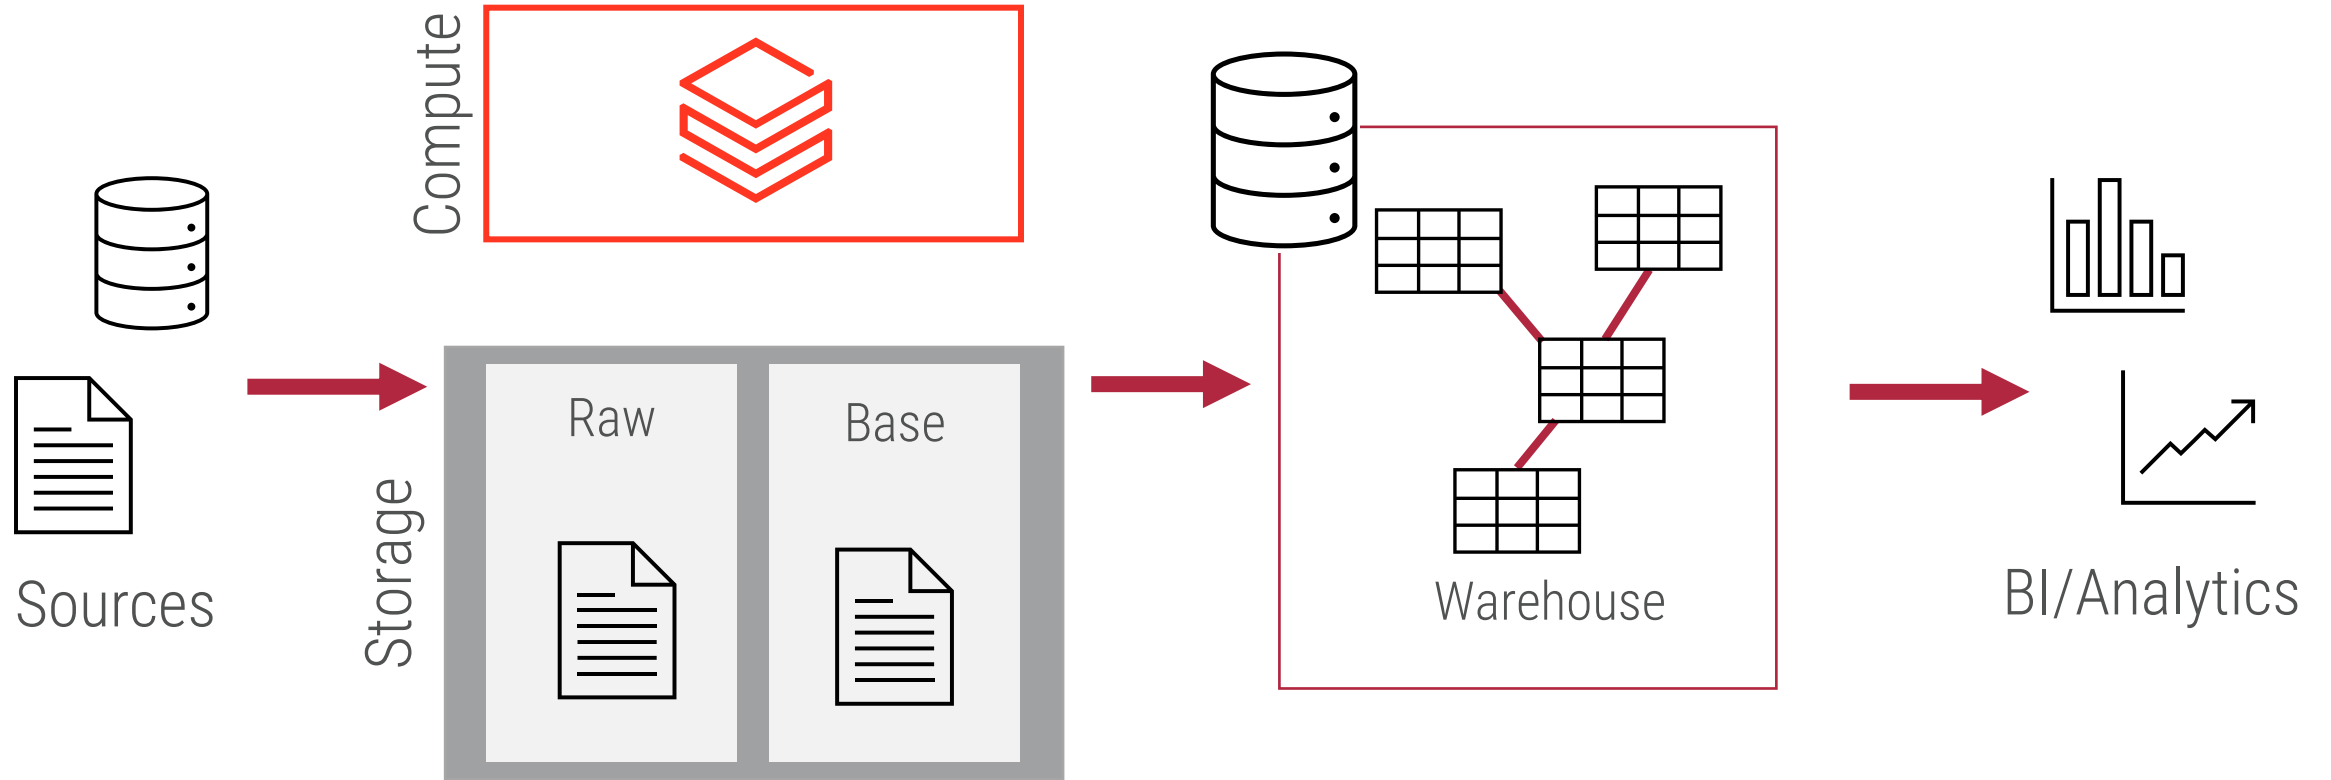 Compute
Storage
Raw
Base
Sources
Warehouse
BI/Analytics